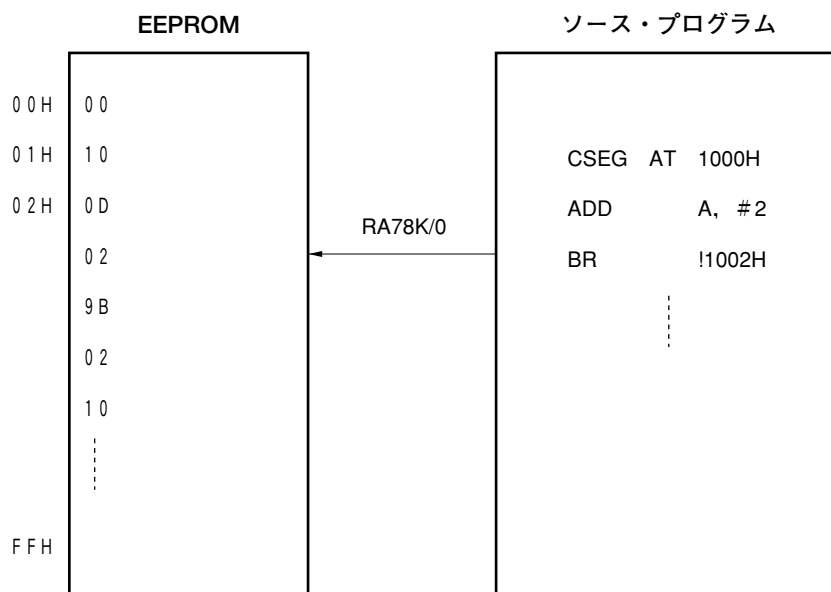 EEPROM
ソース・プログラム
00H 00
01H 10
02H 0D
02
9B
02
10
FFH
RA78K/0
CSEG AT 1000H
ADD A, #2
BR !1002H